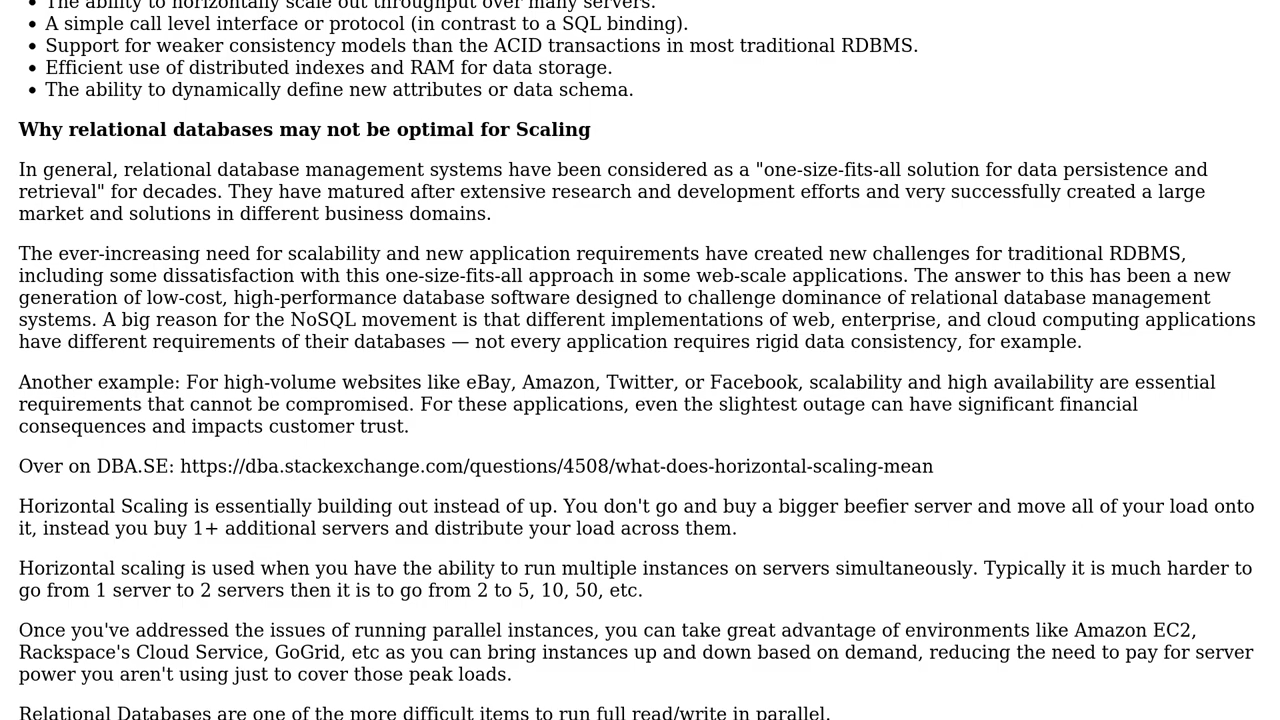 The ability to horizontally scale out throughput over many servers.
• A simple call level interface or protocol (in contrast to a SQL binding).
• Support for weaker consistency models than the ACID transactions in most traditional RDBMS.
• Efficient use of distributed indexes and RAM for data storage.
• The ability to dynamically define new attributes or data schema.
Why relational databases may not be optimal for Scaling
In general, relational database management systems have been considered as a "one-size-fits-all solution for data persistence and
retrieval" for decades. They have matured after extensive research and development efforts and very successfully created a large
market and solutions in different business domains.
The ever-increasing need for scalability and new application requirements have created new challenges for traditional RDBMS,
including some dissatisfaction with this one-size-fits-all approach in some web-scale applications. The answer to this has been a new
generation of low-cost, high-performance database software designed to challenge dominance of relational database management
systems. A big reason for the NoSQL movement is that different implementations of web, enterprise, and cloud computing applications
have different requirements of their databases — not every application requires rigid data consistency, for example.
Another example: For high-volume websites like eBay, Amazon, Twitter, or Facebook, scalability and high availability are essential
requirements that cannot be compromised. For these applications, even the slightest outage can have significant financial
consequences and impacts customer trust.
Over on DBA.SE: https://dba.stackexchange.com/questions/4508/what-does-horizontal-scaling-mean
Horizontal Scaling is essentially building out instead of up. You don't go and buy a bigger beefier server and move all of your load onto
it, instead you buy 1+ additional servers and distribute your load across them.
Horizontal scaling is used when you have the ability to run multiple instances on servers simultaneously. Typically it is much harder to
go from 1 server to 2 servers then it is to go from 2 to 5, 10, 50, etc.
Once you've addressed the issues of running parallel instances, you can take great advantage of environments like Amazon EC2,
Rackspace's Cloud Service, GoGrid, etc as you can bring instances up and down based on demand, reducing the need to pay for server
power you aren't using just to cover those peak loads.
Relational Databases are one of the more difficult items to run full read/write in parallel.